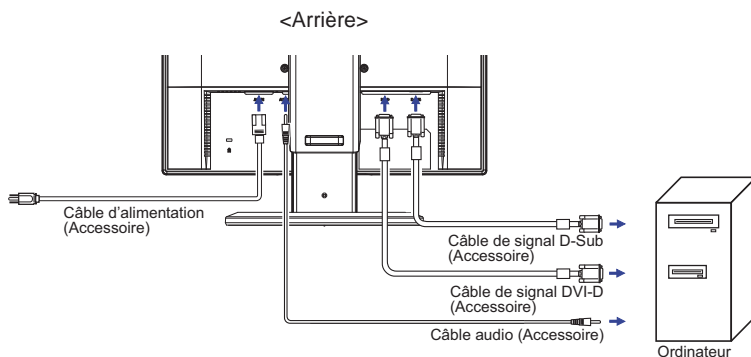 <Arrière>
Câble d'alimentation
(Accessoire)
Câble de signal D-Sub
(Accessoire)
Câble de signal DVI-D
(Accessoire)
Câble audio (Accessoire)
Ordinateur